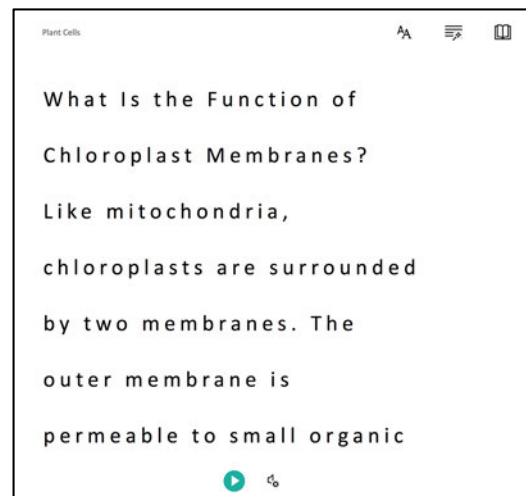 Plant Cells
AA
What Is the Function of
Chloroplast Membranes?
Like mitochondria,
chloroplasts are surrounded
by two membranes. The
outer membrane is
permeable to small organic